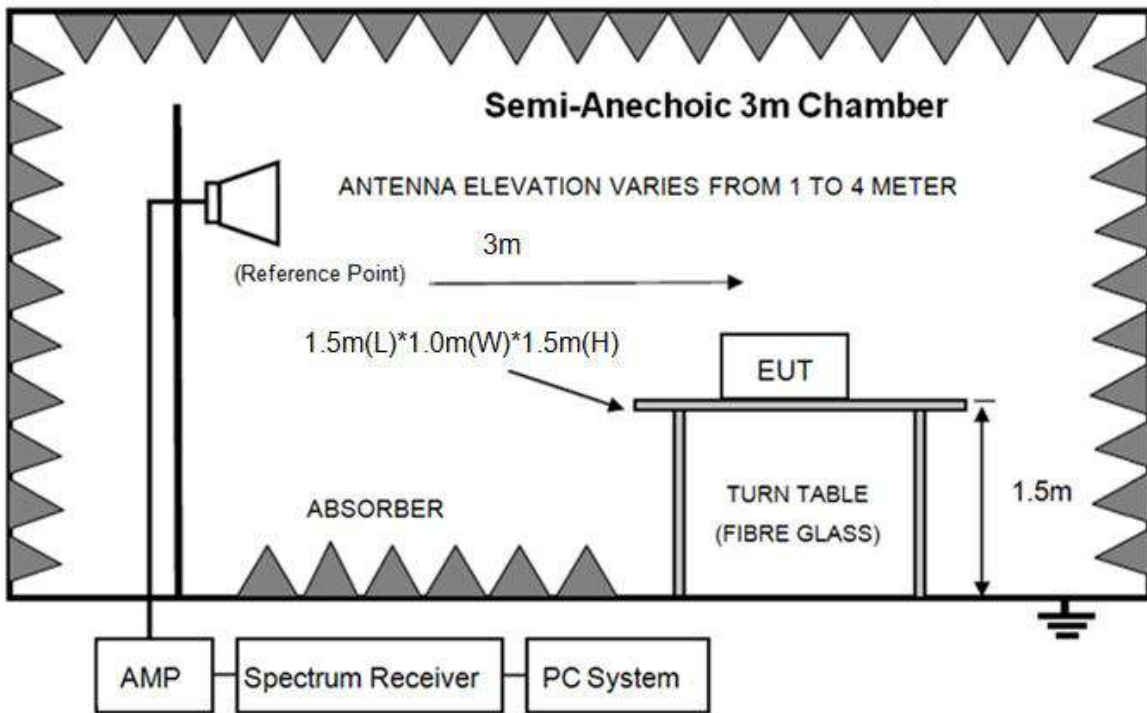 Semi-Anechoic 3m Chamber
ANTENNA ELEVATION VARIES FROM 1 TO 4 METER
3m
(Reference Point)
1.5m(L)*1.0m(W)*1.5m(H)
EUT
1.5m
TURN TABLE
(FIBRE GLASS)
ABSORBER
AMP
Spectrum Receiver
PC System